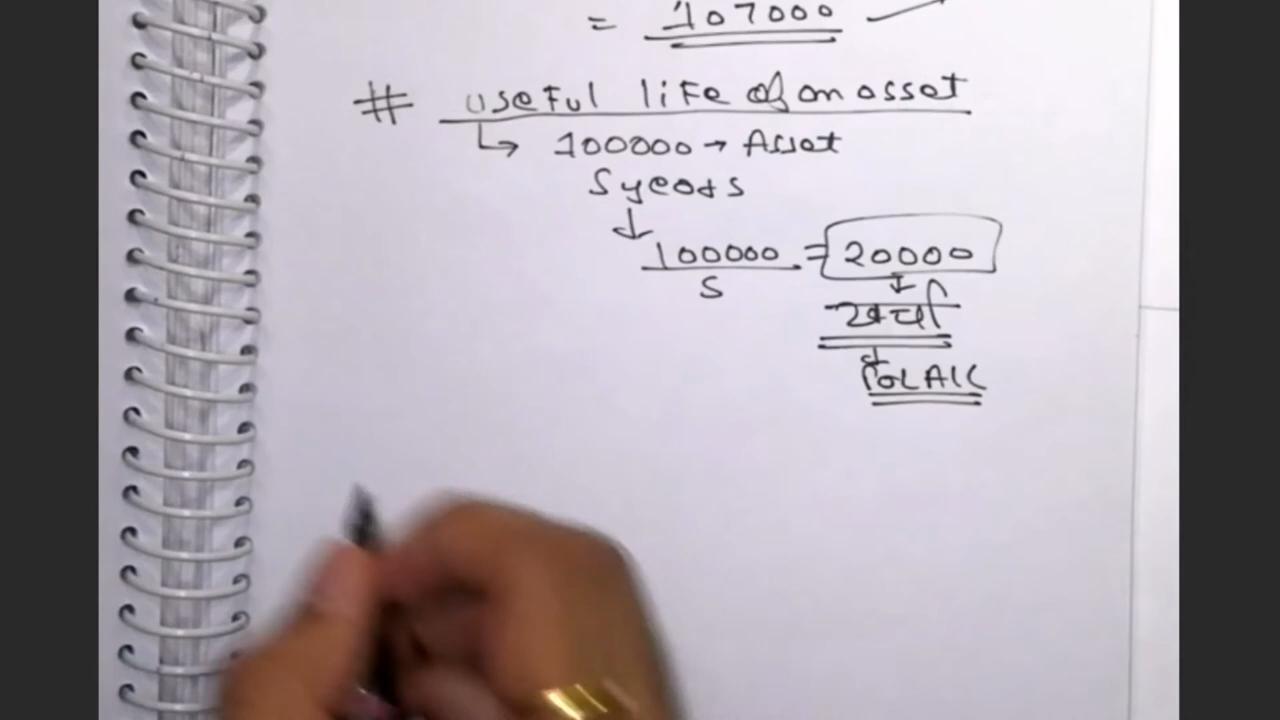 = 107000
# useful life of an asset
↳ 100000 → Asset
5 years
↓
100000 = 20000
5
↓
खर्चा
↓
P&L A/C